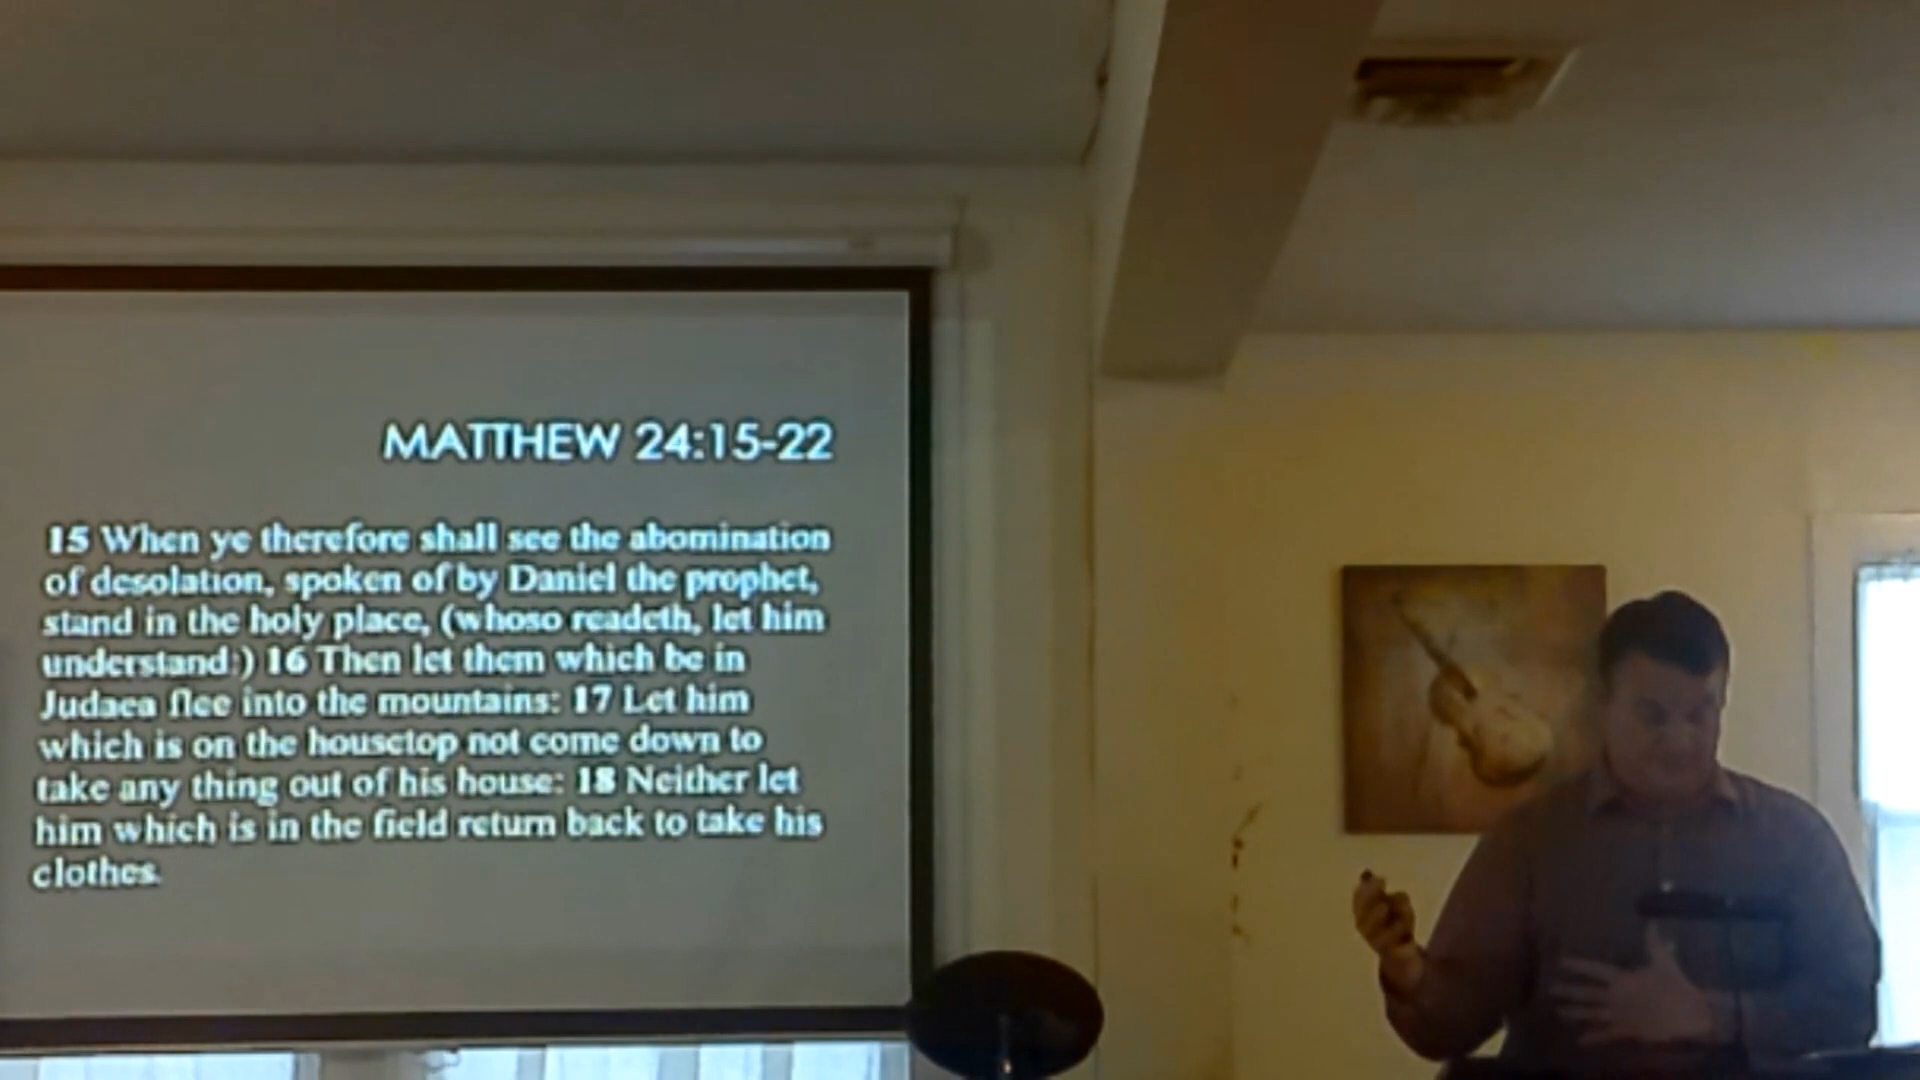 MATTHEW 24:15-22
15 When ye therefore shall see the abomination
of desolation, spoken of by Daniel the prophet,
stand in the holy place, (whoso readeth, let him
understand:) 16 Then let them which be in
Judaea flee into the mountains: 17 Let him
which is on the housetop not come down to
take any thing out of his house: 18 Neither let
him which is in the field return back to take his
clothes.